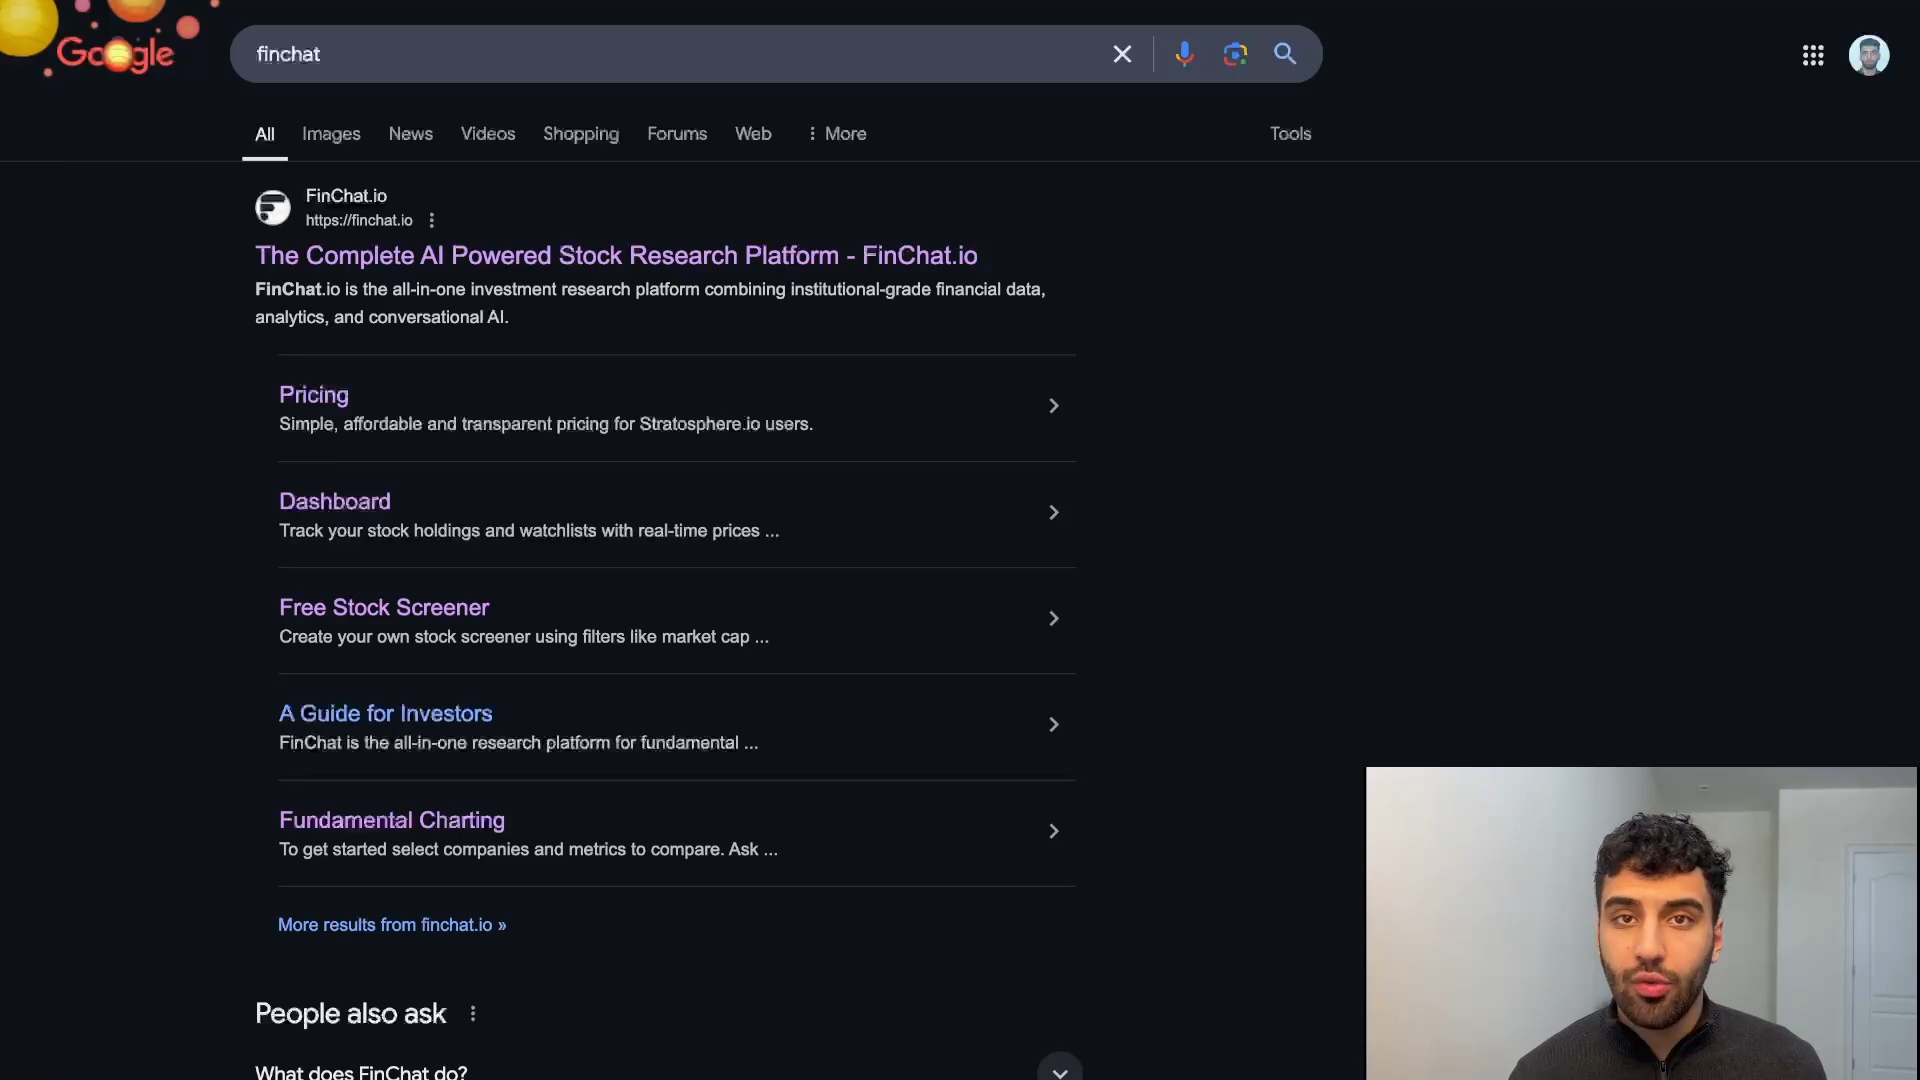 Google
finchat
All Images News Videos Shopping Forums Web More Tools
FinChat.io
https://finchat.io
The Complete AI Powered Stock Research Platform - FinChat.io
FinChat.io is the all-in-one investment research platform combining institutional-grade financial data,
analytics, and conversational AI.
Pricing
Simple, affordable and transparent pricing for Stratosphere.io users.
Dashboard
Track your stock holdings and watchlists with real-time prices ...
Free Stock Screener
Create your own stock screener using filters like market cap ...
A Guide for Investors
FinChat is the all-in-one research platform for fundamental ...
Fundamental Charting
To get started select companies and metrics to compare. Ask ...
More results from finchat.io »
People also ask
What does FinChat do?